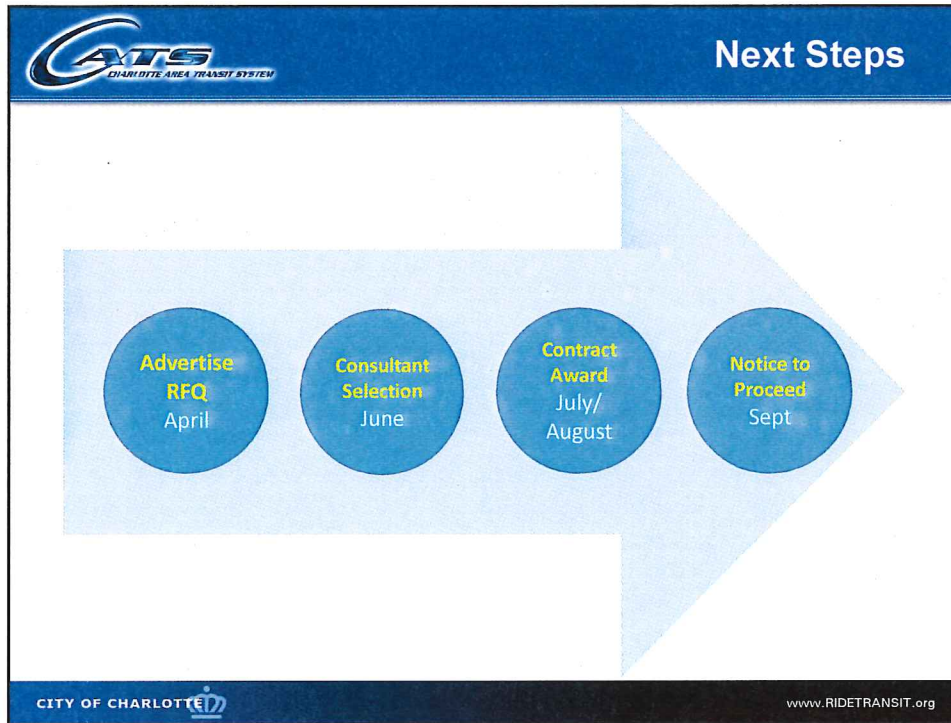 CATS
CHARLOTTE AREA TRANSIT SYSTEM
Next Steps
Advertise
RFQ
April
Consultant
Selection
June
Contract
Award
July/
August
Notice to
Proceed
Sept
CITY OF CHARLOTTE
www.RIDETRANSIT.org